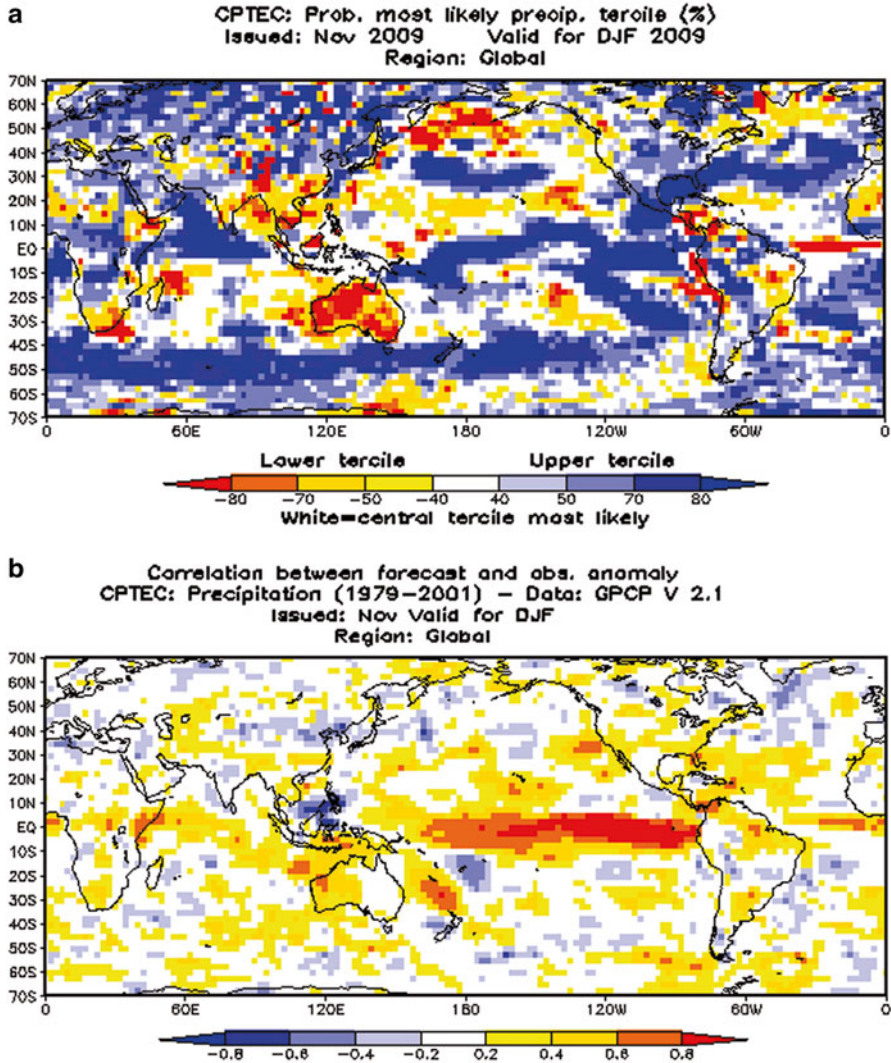 a
CPTEC: Prob. most likely precip. tercile (%)
Issued: Nov 2009 Valid for DJF 2009
Region: Global
70N
60N
50N
40N
30N
20N
10N
EQ
10S
20S
30S
40S
50S
60S
70S
0 60E 120E 180 120W 60W 0
Lower tercile Upper tercile
-80 -70 -50 -40 40 50 70 80
White=central tercile most likely
b
Correlation between forecast and obs. anomaly
CPTEC: Precipitation (1979-2001) - Data: GPCP V 2.1
Issued: Nov Valid for DJF
Region: Global
70N
60N
50N
40N
30N
20N
10N
EQ
10S
20S
30S
40S
50S
60S
70S
0 60E 120E 180 120W 60W 0
-0.8 -0.6 -0.4 -0.2 0.2 0.4 0.6 0.8